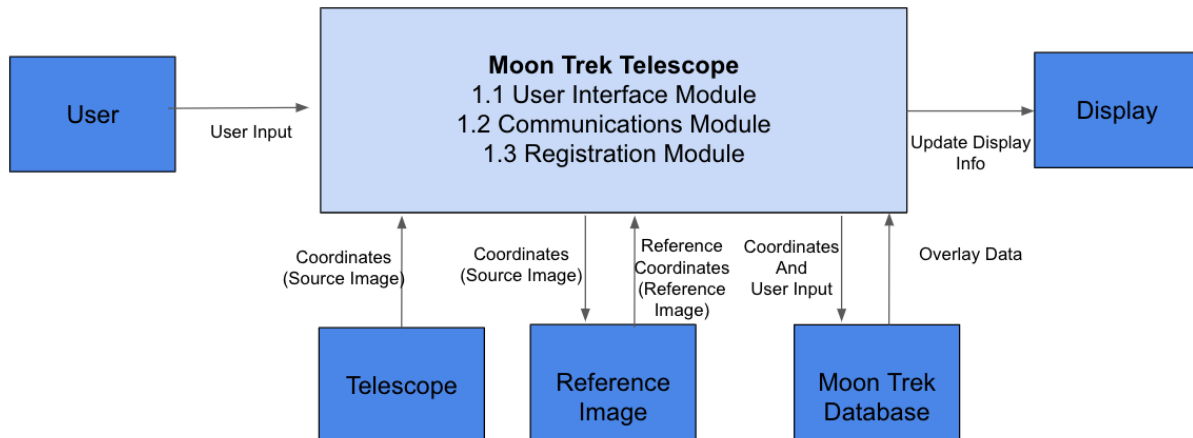 Moon Trek Telescope
1.1 User Interface Module
1.2 Communications Module
1.3 Registration Module
User
User Input
Display
Update Display
Info
Coordinates
(Source Image)
Coordinates
(Source Image)
Reference
Coordinates
(Reference
Image)
Coordinates
And
User Input
Overlay Data
Telescope
Reference
Image
Moon Trek
Database